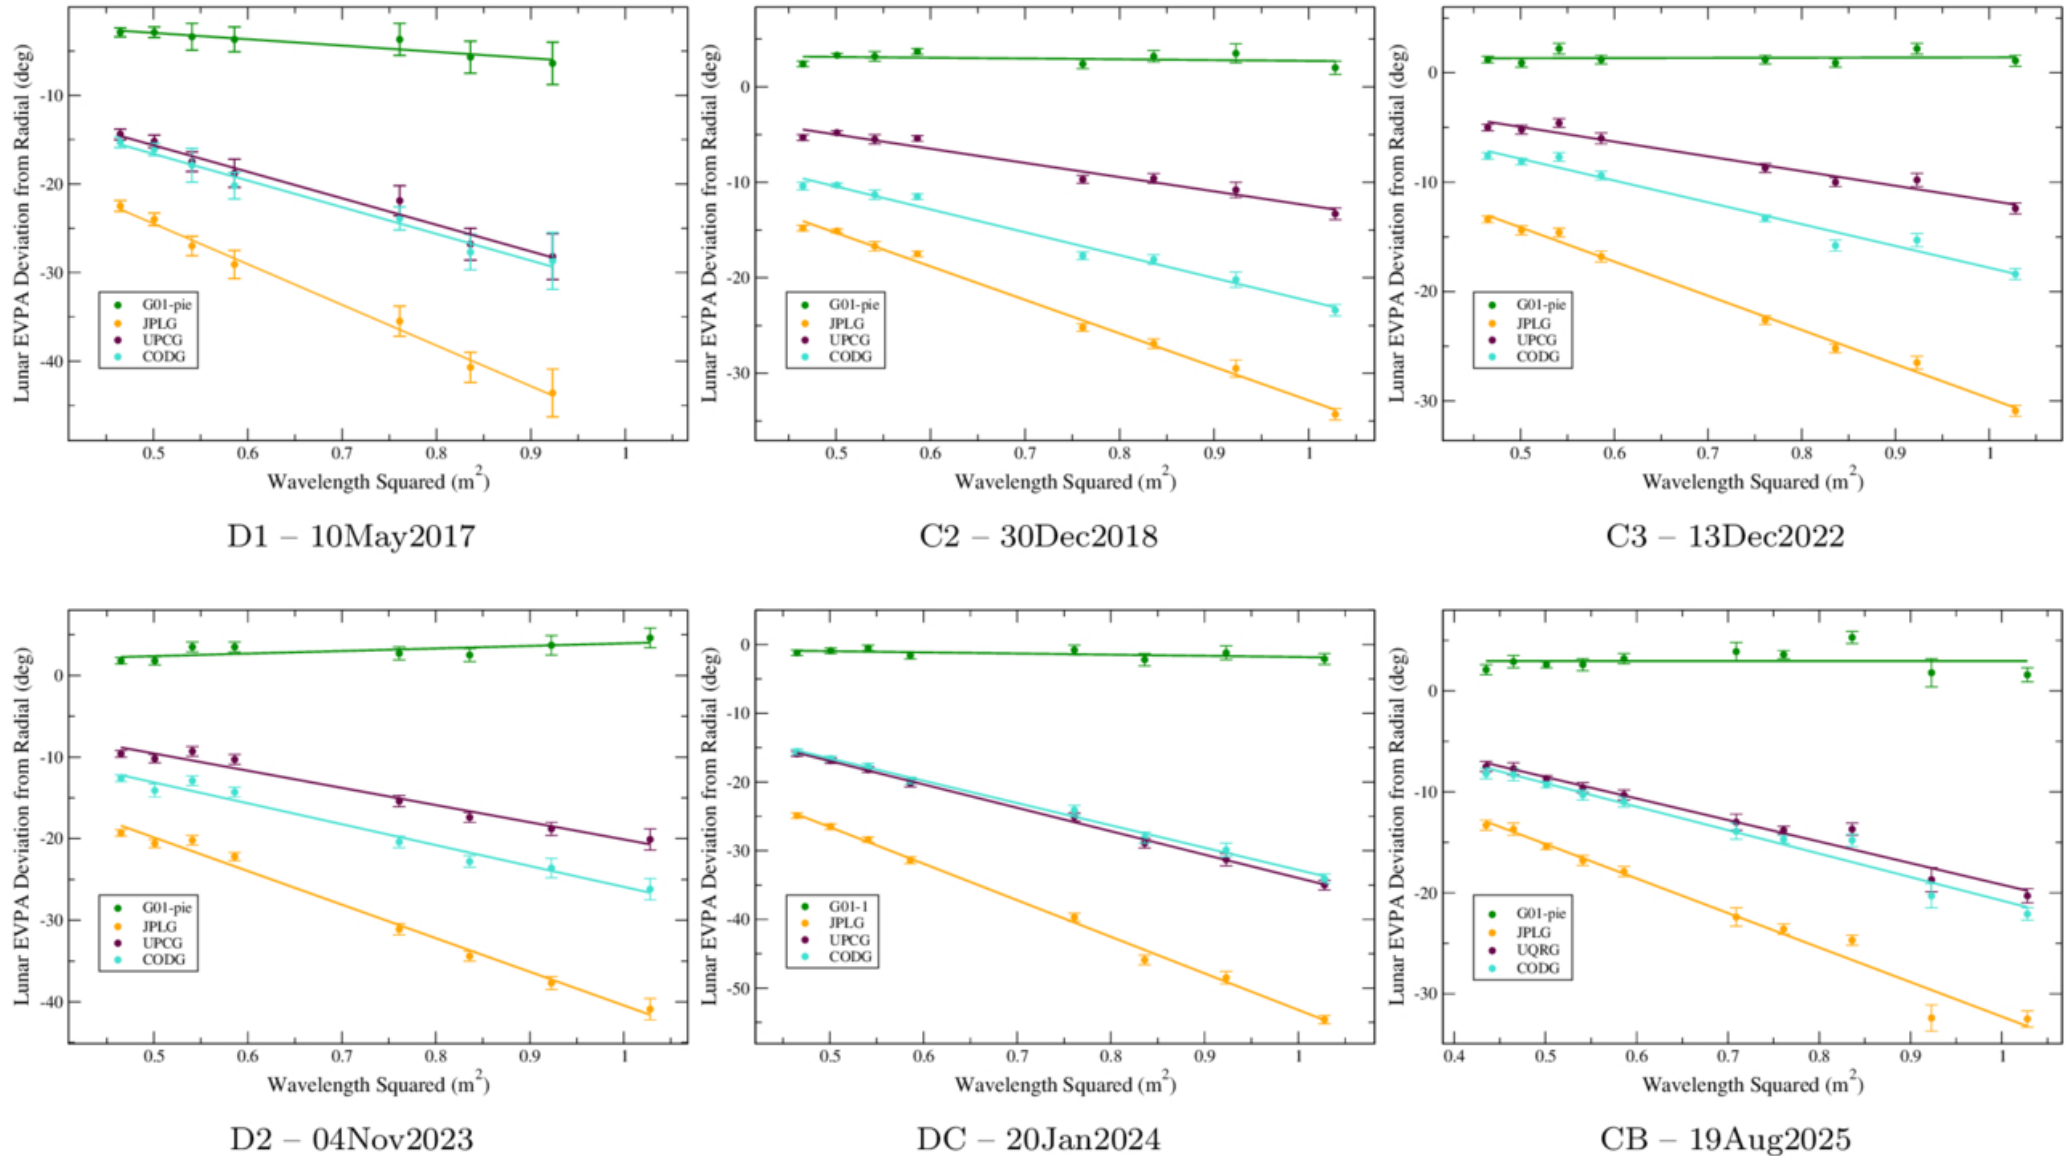 Lunar EVPA Deviation from Radial (deg)
-10
-20
-30
-40
G01-pie
JPLG
UPCG
CODG
0.5 0.6 0.7 0.8 0.9 1
Wavelength Squared (m²)
D1 – 10May2017
Lunar EVPA Deviation from Radial (deg)
0
-10
-20
-30
G01-pie
JPLG
UPCG
CODG
0.5 0.6 0.7 0.8 0.9 1
Wavelength Squared (m²)
C2 – 30Dec2018
Lunar EVPA Deviation from Radial (deg)
0
-10
-20
-30
G01-pie
JPLG
UPCG
CODG
0.5 0.6 0.7 0.8 0.9 1
Wavelength Squared (m²)
C3 – 13Dec2022
Lunar EVPA Deviation from Radial (deg)
0
-10
-20
-30
-40
G01-pie
JPLG
UPCG
CODG
0.5 0.6 0.7 0.8 0.9 1
Wavelength Squared (m²)
D2 – 04Nov2023
Lunar EVPA Deviation from Radial (deg)
0
-10
-20
-30
-40
-50
G01-1
JPLG
UPCG
CODG
0.5 0.6 0.7 0.8 0.9 1
Wavelength Squared (m²)
DC – 20Jan2024
Lunar EVPA Deviation from Radial (deg)
0
-10
-20
-30
G01-pie
JPLG
UQRG
CODG
0.4 0.5 0.6 0.7 0.8 0.9 1
Wavelength Squared (m²)
CB – 19Aug2025